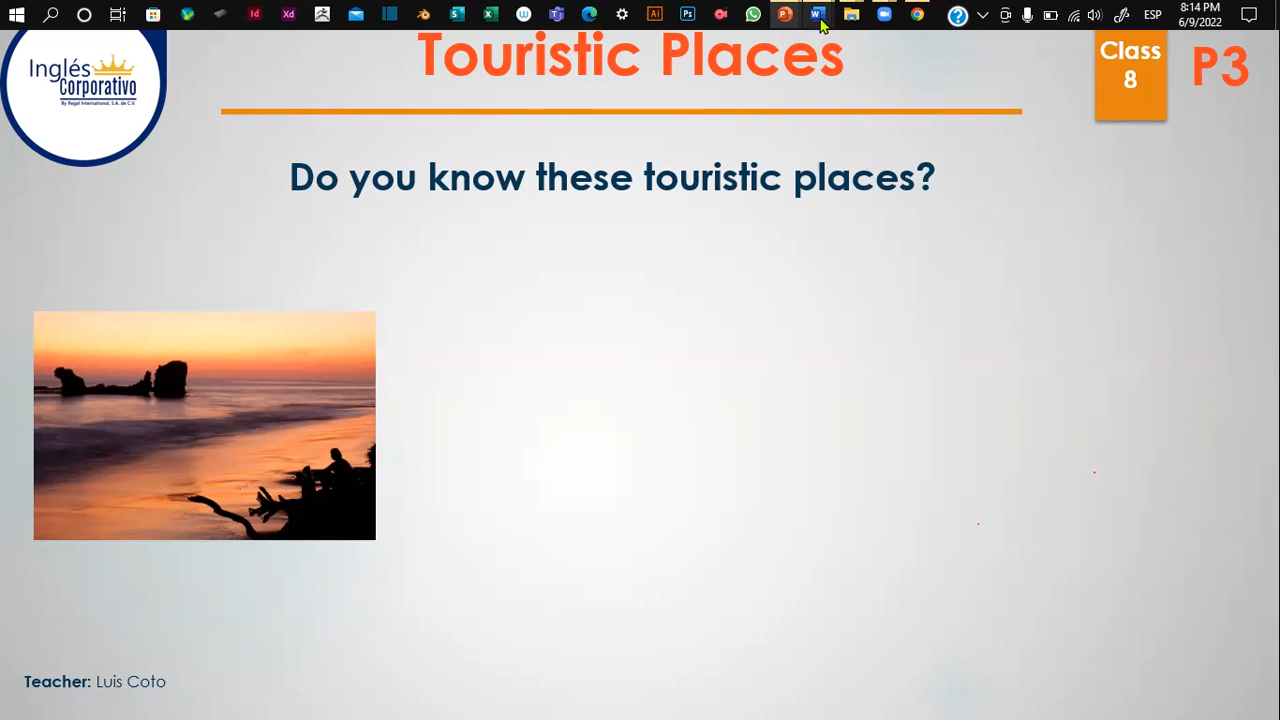 8:14 PM
ESP
6/9/2022
Touristic Places
Class
8
P3
Inglés
Corporativo
By Regal International, S.A. de C.V.
Do you know these touristic places?
Teacher: Luis Coto